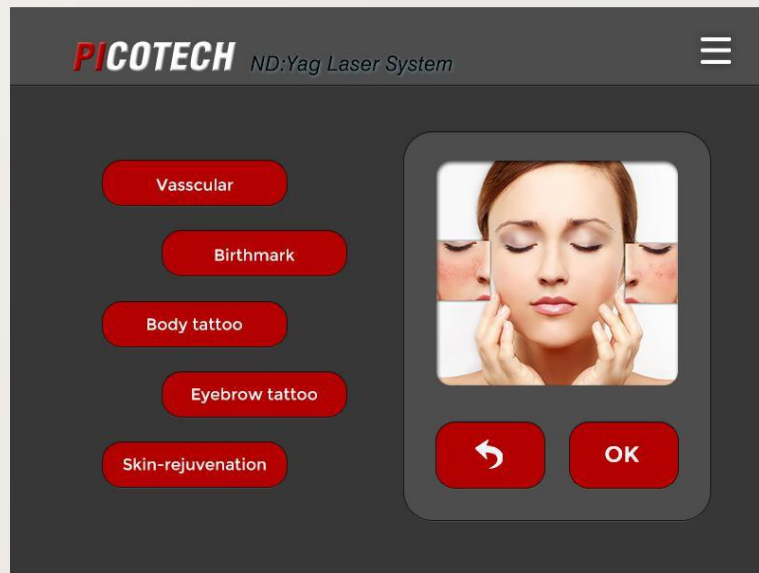 PICOTECH ND:Yag Laser System
Vasscular
Birthmark
Body tattoo
Eyebrow tattoo
Skin-rejuvenation
OK